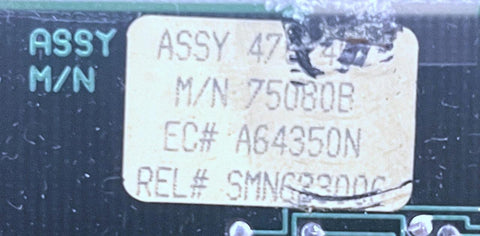 ASSY
M/N
ASSY
M/N 75080B
EC# A64350N
REL#